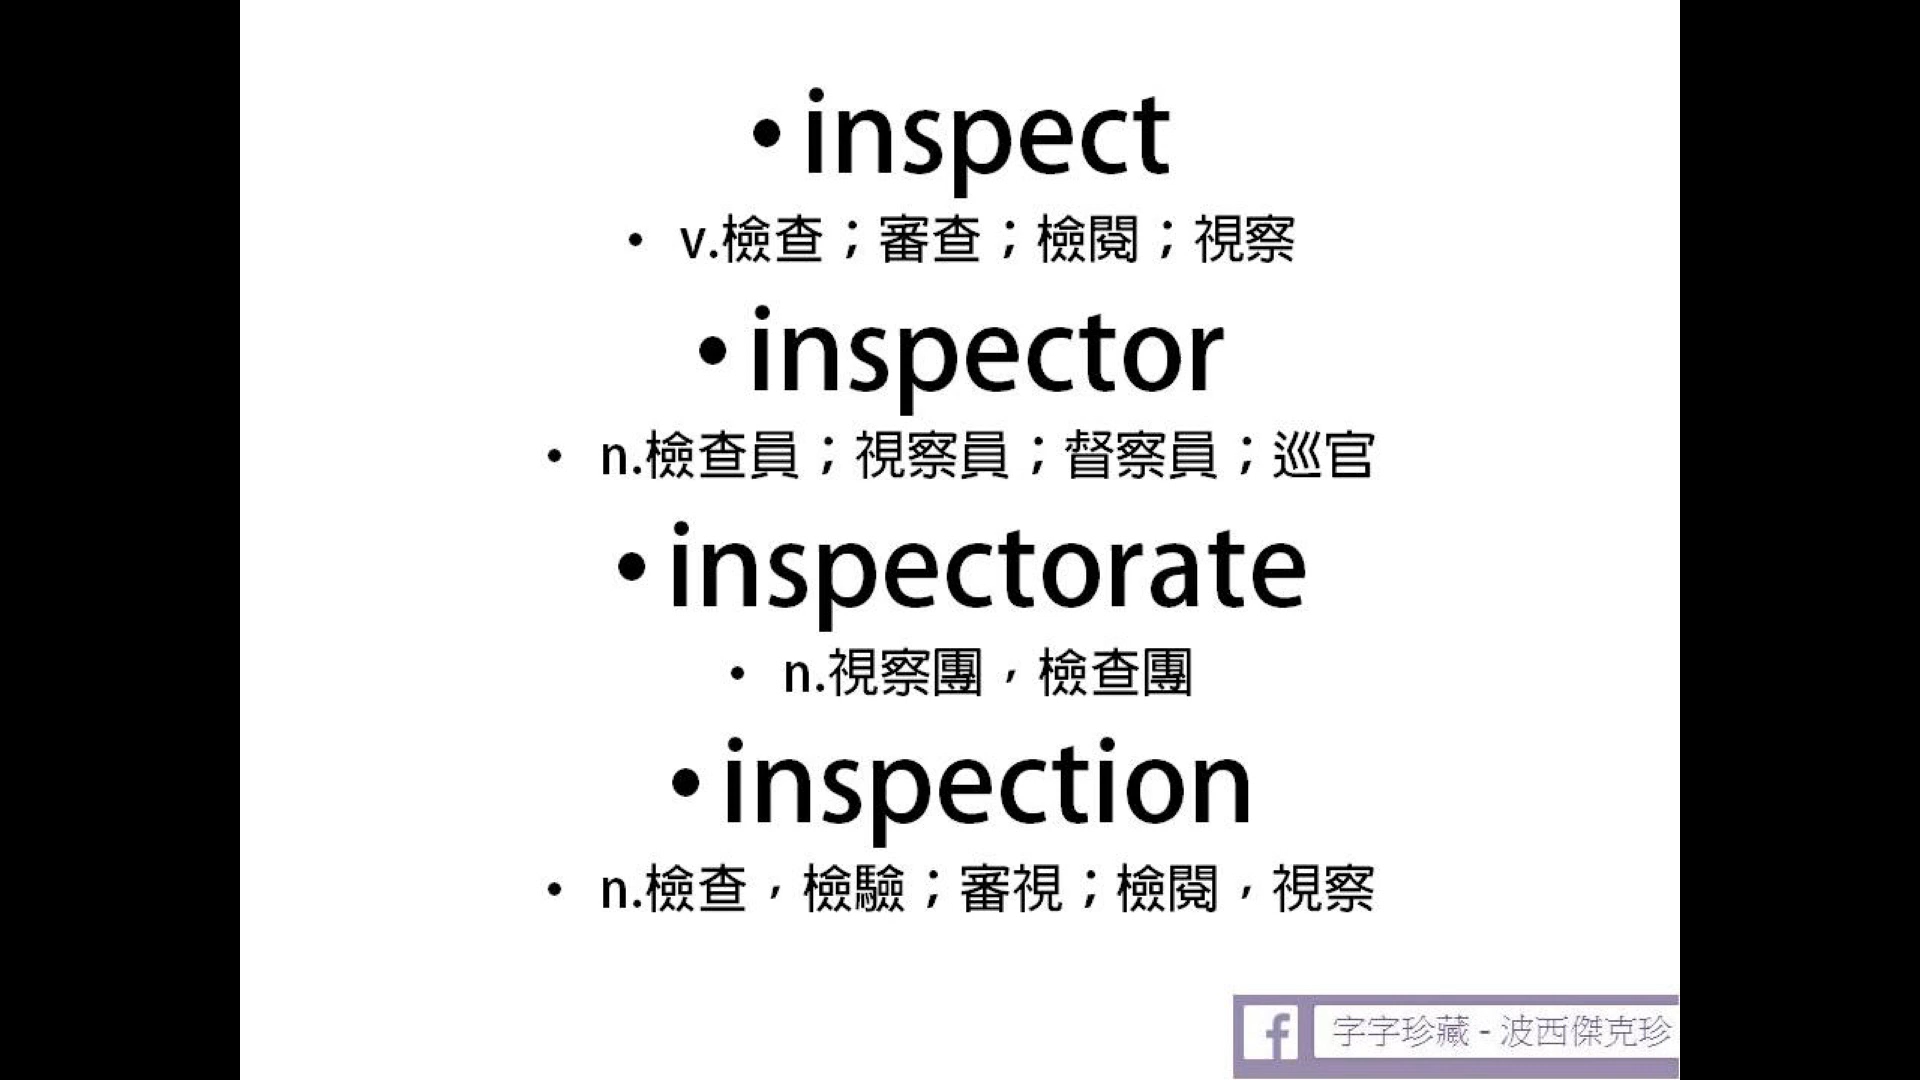 • inspect
• v.檢查；審查；檢閱；視察
• inspector
• n.檢查員；視察員；督察員；巡官
• inspectorate
• n.視察團，檢查團
• inspection
• n.檢查，檢驗；審視；檢閱，視察
f 字字珍藏 - 波西傑克珍